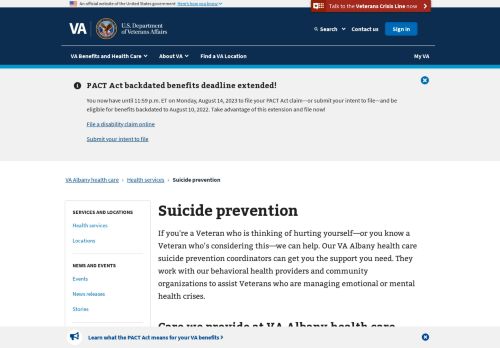 An official website of the United States government Here's how you know
Talk to the Veterans Crisis Line now
VA
U.S. Department
of Veterans Affairs
Search
Contact us
Sign in
VA Benefits and Health Care
About VA
Find a VA Location
My VA
PACT Act backdated benefits deadline extended!
You now have until 11:59 p.m. ET on Monday, August 14, 2023 to file your PACT Act claim—or submit your intent to file—and be
eligible for benefits backdated to August 10, 2022. Take advantage of this extension and file now!
File a disability claim online
Submit your intent to file
VA Albany health care › Health services › Suicide prevention
SERVICES AND LOCATIONS
Health services
Locations
NEWS AND EVENTS
Events
News releases
Stories
Suicide prevention
If you're a Veteran who is thinking of hurting yourself—or you know a
Veteran who's considering this—we can help. Our VA Albany health care
suicide prevention coordinators can get you the support you need. They
work with our behavioral health providers and community
organizations to assist Veterans who are managing emotional or mental
health crises.
Care we provide at VA Albany health care
Learn what the PACT Act means for your VA benefits